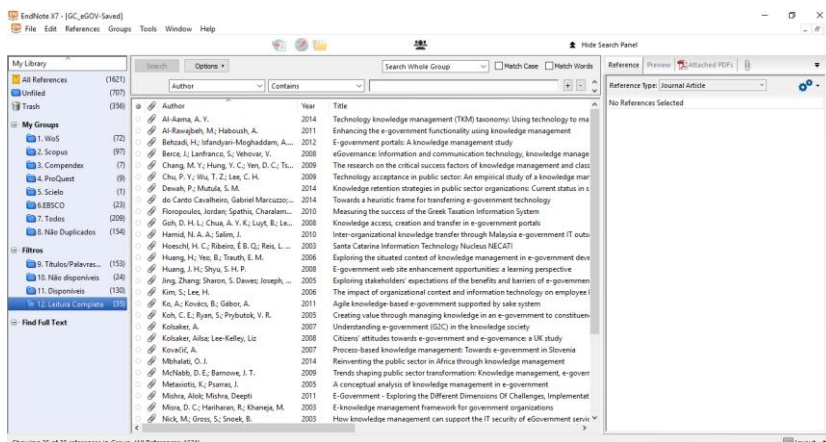 EndNote X7 - [GC_eGOV-Saved]
File Edit References Groups Tools Window Help
Hide Search Panel
My Library
All References (1621)
Unfiled (707)
Trash (356)
My Groups
1. WoS (72)
2. Scopus (97)
3. Compendex (7)
4. ProQuest (9)
5. Scielo (1)
6.EBSCO (23)
7. Todos (209)
8. Não Duplicados (154)
Filtros
9. Titulos/Palavras... (153)
10. Não disponíveis (24)
11. Disponíveis (130)
12. Leitura Completa (35)
Find Full Text
Search Options Search Whole Group Match Case Match Words
Author Contains + -
Author Year Title
Al-Aama, A. Y. 2014 Technology knowledge management (TKM) taxonomy: Using technology to ma
Al-Rawajbeh, M.; Haboush, A. 2011 Enhancing the e-government functionality using knowledge management
Behzadi, H.; Isfandyari-Moghaddam, A.... 2012 E-government portals: A knowledge management study
Berce, J.; Lanfranco, S.; Vehovar, V. 2008 eGovernance: Information and communication technology, knowledge manage
Chang, M. Y.; Hung, Y. C.; Yen, D. C.; Ts... 2009 The research on the critical success factors of knowledge management and class
Chu, P. Y.; Wu, T. Z.; Lee, C. H. 2009 Technology acceptance in public sector: An empirical study of a knowledge mar
Dewah, P.; Mutula, S. M. 2014 Knowledge retention strategies in public sector organizations: Current status in s
do Canto Cavalheiro, Gabriel Marcuzzo;... 2014 Towards a heuristic frame for transferring e-government technology
Floropoulos, Jordan; Spathis, Charalam... 2010 Measuring the success of the Greek Taxation Information System
Goh, D. H. L.; Chua, A. Y. K.; Luyt, B.; Le... 2008 Knowledge access, creation and transfer in e-government portals
Hamid, N. A. A.; Salim, J. 2010 Inter-organizational knowledge transfer through Malaysia e-government IT outs
Hoeschl, H. C.; Ribeiro, É B. Q.; Reis, L. ... 2003 Santa Catarina Information Technology Nucleus NECATI
Huang, H.; Yeo, B.; Trauth, E. M. 2006 Exploring the situated context of knowledge management in e-government deve
Huang, J. H.; Shyu, S. H. P. 2008 E-government web site enhancement opportunities: a learning perspective
Jing, Zhang; Sharon, S. Dawes; Joseph, ... 2005 Exploring stakeholders' expectations of the benefits and barriers of e-governmen
Kim, S.; Lee, H. 2006 The impact of organizational context and information technology on employee l
Ko, A.; Kovács, B.; Gábor, A. 2011 Agile knowledge-based e-government supported by sake system
Koh, C. E.; Ryan, S.; Prybutok, V. R. 2005 Creating value through managing knowledge in an e-government to constituen
Kolsaker, A. 2007 Understanding e-government (G2C) in the knowledge society
Kolsaker, Ailsa; Lee-Kelley, Liz 2008 Citizens' attitudes towards e-government and e-governance: a UK study
Kovačič, A. 2007 Process-based knowledge management: Towards e-government in Slovenia
Mbhalati, O. J. 2014 Reinventing the public sector in Africa through knowledge management
McNabb, D. E.; Barnowe, J. T. 2009 Trends shaping public sector transformation: Knowledge management, e-govern
Metaxiotis, K.; Psarras, J. 2005 A conceptual analysis of knowledge management in e-government
Mishra, Alok; Mishra, Deepti 2011 E-Government - Exploring the Different Dimensions Of Challenges, Implementat
Misra, D. C.; Hariharan, R.; Khaneja, M. 2003 E-knowledge management framework for government organizations
Nick, M.; Gross, S.; Snoek, B. 2003 How knowledge management can support the IT security of eGovernment servic
Reference Preview Attached PDFs
Reference Type: Journal Article
No References Selected